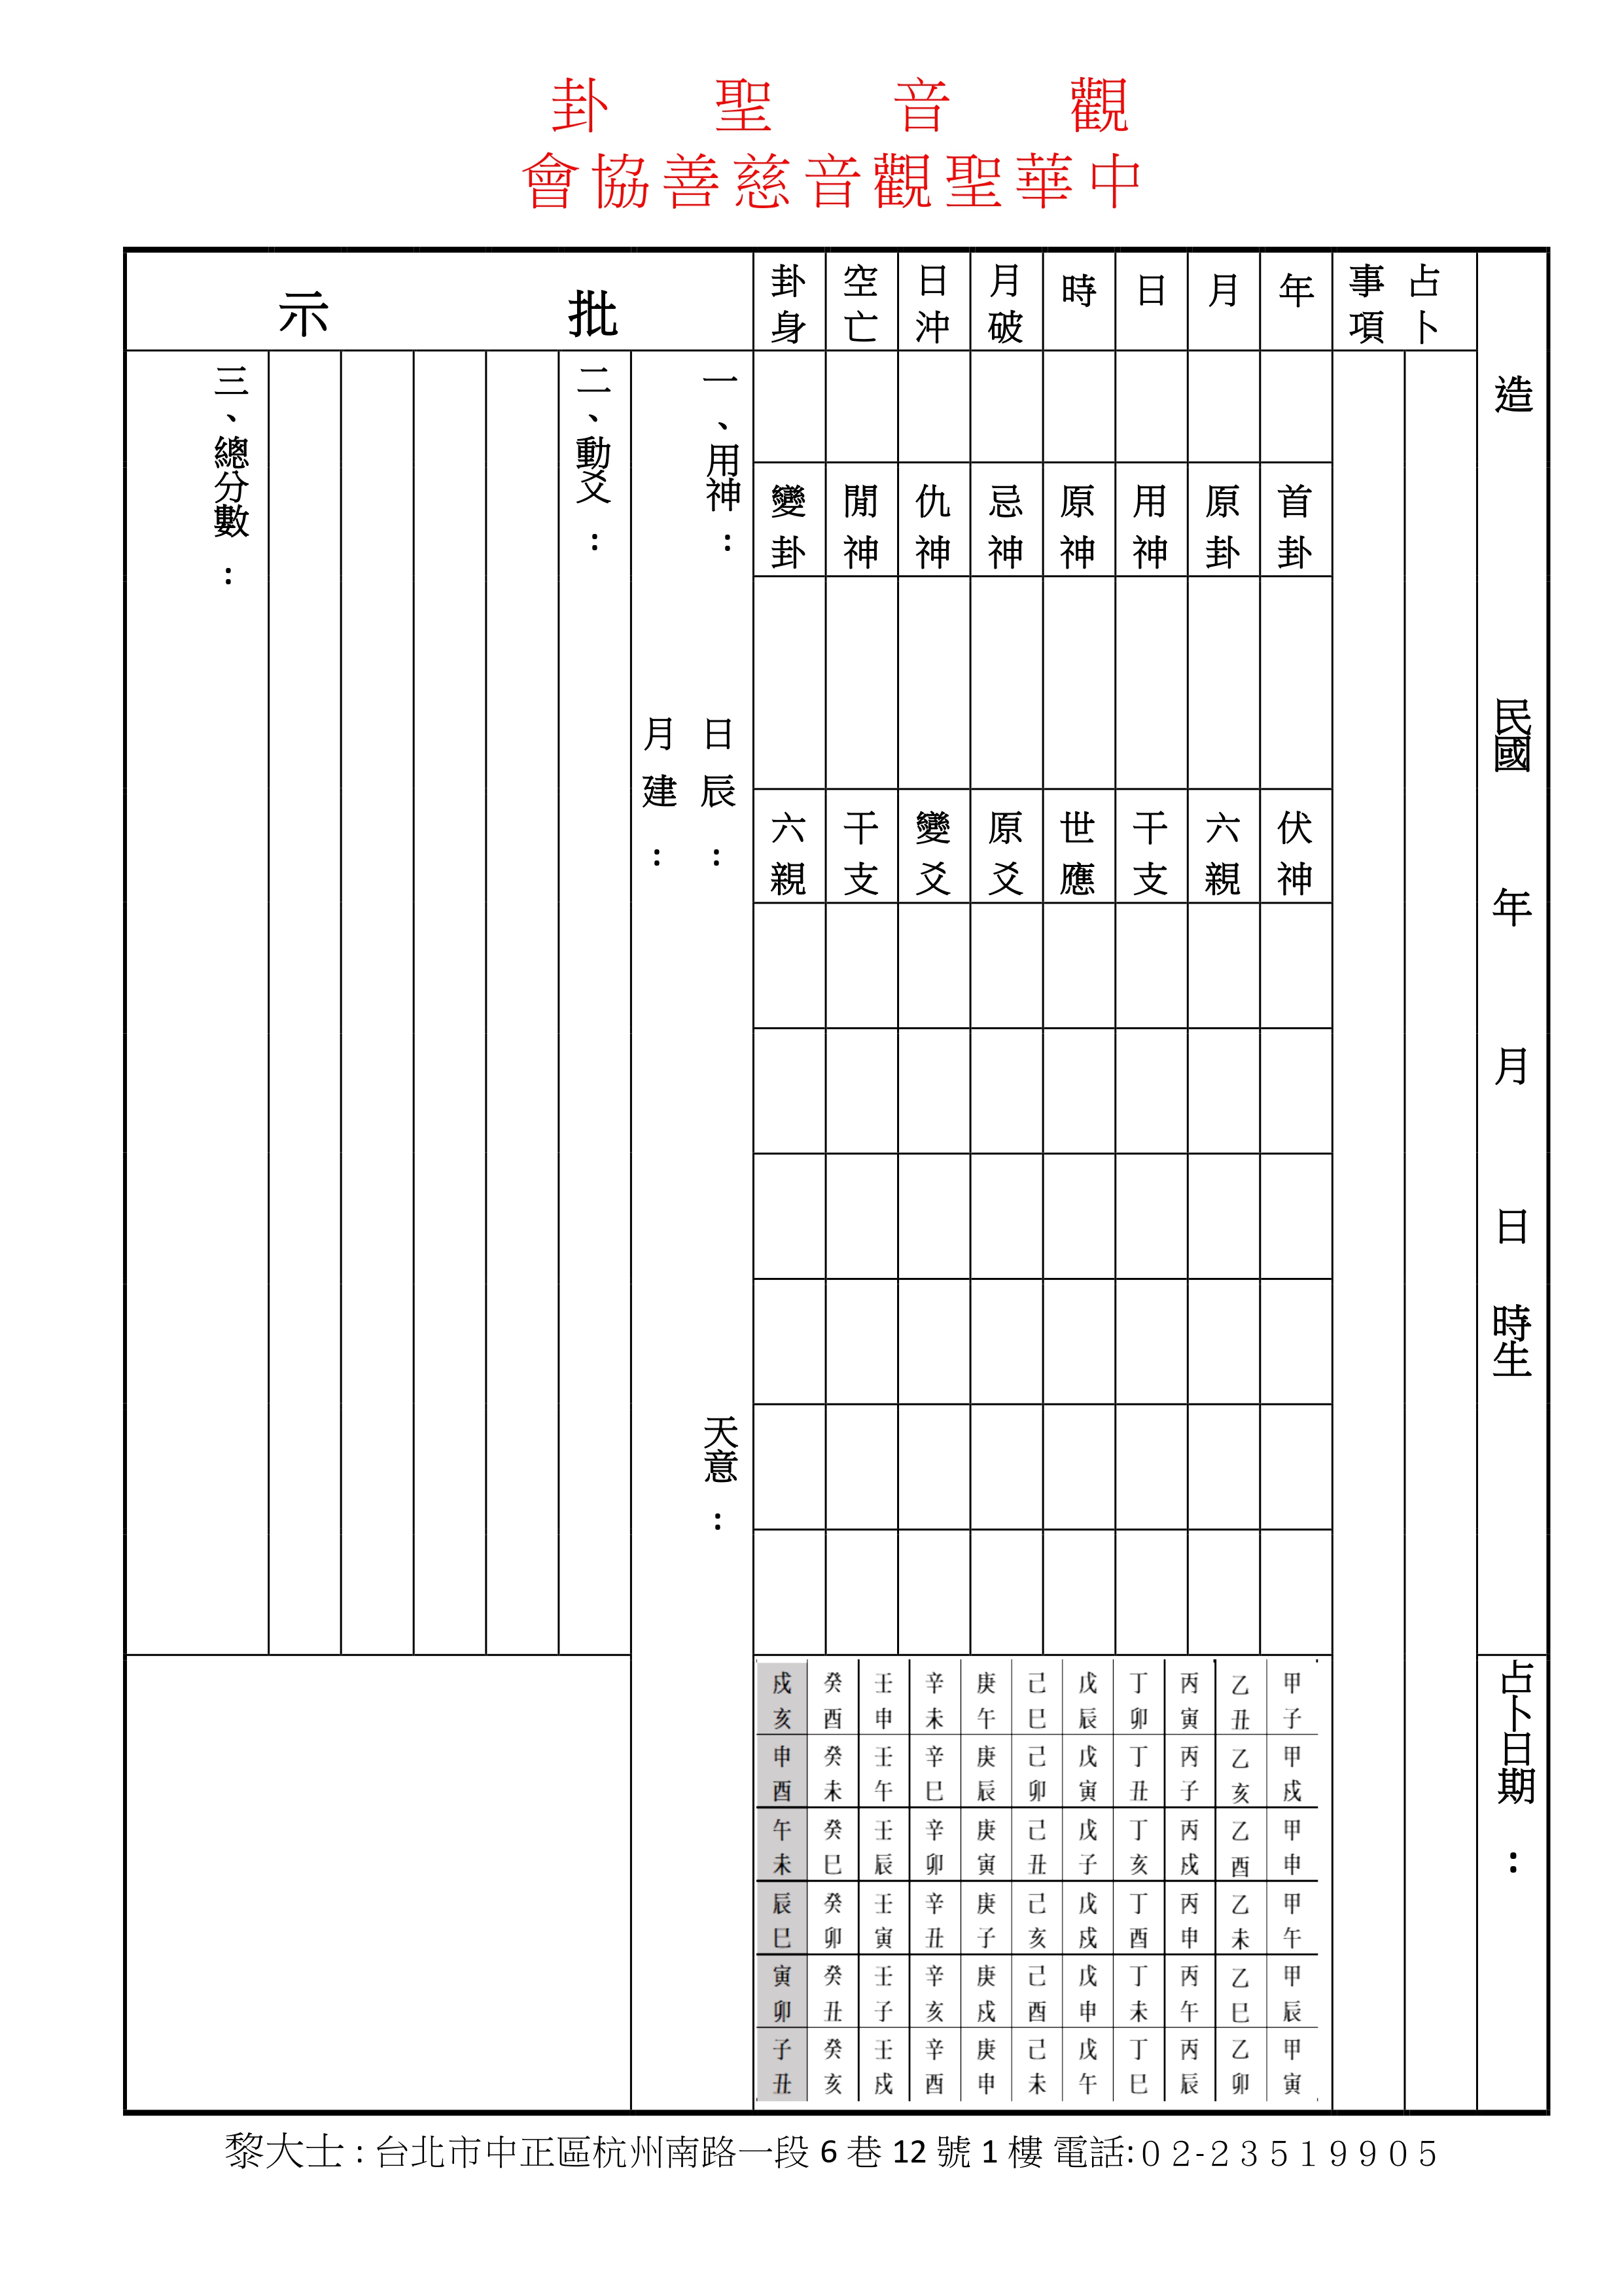 觀音聖卦
中華聖觀音慈善協會
造 民國 年 月 日 時生
占卜日期：
占卜
事項
年 月 日 時 月破 日沖 空亡 卦身
首卦 原卦 用神 原神 忌神 仇神 閒神 變卦
伏神 六親 干支 世應 原爻 變爻 干支 六親
甲子 乙丑 丙寅 丁卯 戊辰 己巳 庚午 辛未 壬申 癸酉 戍亥
甲戌 乙亥 丙子 丁丑 戊寅 己卯 庚辰 辛巳 壬午 癸未 申酉
甲申 乙酉 丙戌 丁亥 戊子 己丑 庚寅 辛卯 壬辰 癸巳 午未
甲午 乙未 丙申 丁酉 戊戌 己亥 庚子 辛丑 壬寅 癸卯 辰巳
甲辰 乙巳 丙午 丁未 戊申 己酉 庚戌 辛亥 壬子 癸丑 寅卯
甲寅 乙卯 丙辰 丁巳 戊午 己未 庚申 辛酉 壬戌 癸亥 子丑
批示
一、用神： 日辰： 天意：
月建：
二、動爻：
三、總分數：
黎大士：台北市中正區杭州南路一段 6 巷 12 號 1 樓 電話:０２-２３５１９９０５